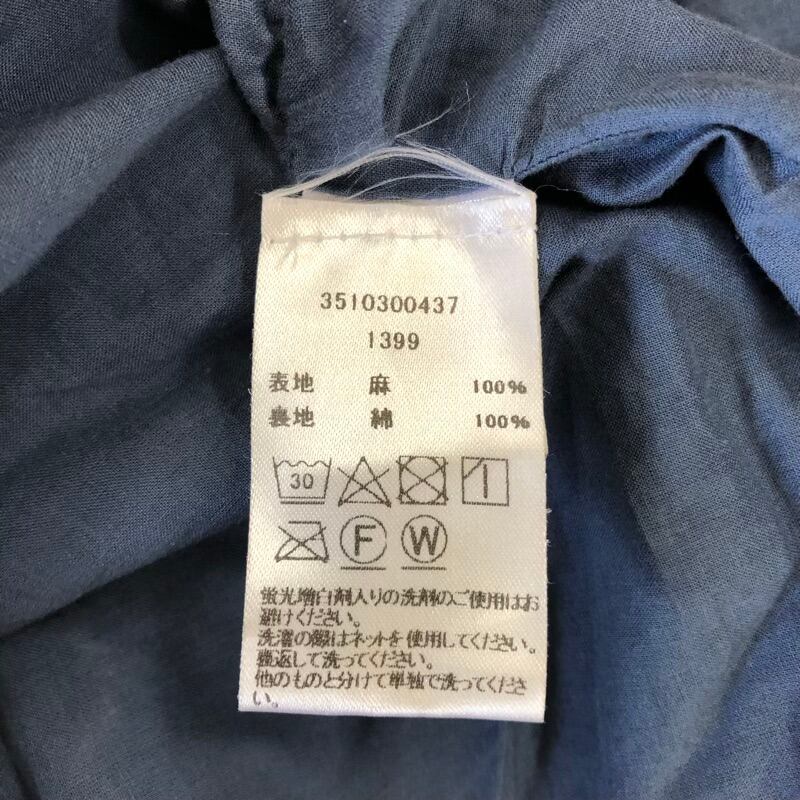 3510300437
1399
表地 麻 100%
裏地 綿 100%
30
F W
蛍光増白剤入りの洗剤のご使用はお
避けください。
洗濯の際はネットを使用してください。
裏返して洗ってください。
他のものと分けて単独で洗ってくださ
い。